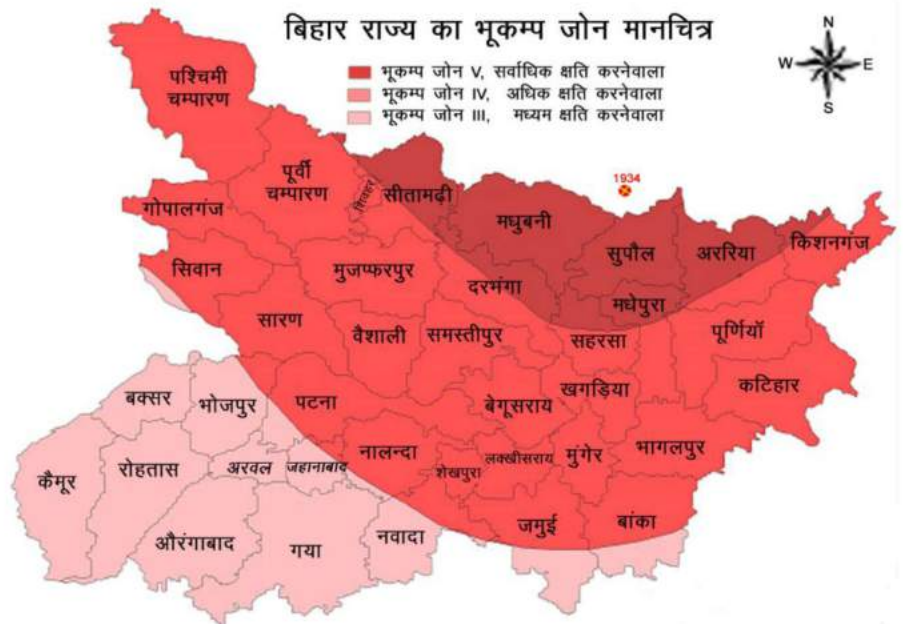 बिहार राज्य का भूकम्प जोन मानचित्र
N
W E
S
भूकम्प जोन V, सर्वाधिक क्षति करनेवाला
भूकम्प जोन IV, अधिक क्षति करनेवाला
भूकम्प जोन III, मध्यम क्षति करनेवाला
पश्चिमी
चम्पारण
पूर्वी
चम्पारण
शिवहर
सीतामढ़ी
1934
मधुबनी
गोपालगंज
सुपौल
अररिया
किशनगंज
सिवान
मुजफ्फरपुर
दरभंगा
मधेपुरा
सारण
वैशाली
समस्तीपुर
सहरसा
पूर्णियाँ
बक्सर
भोजपुर
पटना
बेगूसराय
खगड़िया
कटिहार
कैमूर
रोहतास
अरवल
जहानाबाद
नालन्दा
शेखपुरा
लक्खीसराय
मुंगेर
भागलपुर
औरंगाबाद
गया
नवादा
जमुई
बांका